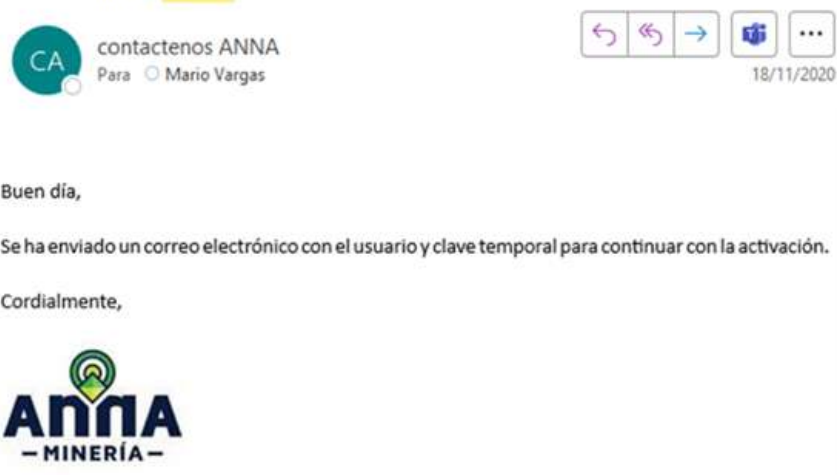 CA
contactenos ANNA
Para Mario Vargas
18/11/2020
Buen día,
Se ha enviado un correo electrónico con el usuario y clave temporal para continuar con la activación.
Cordialmente,
ANNA
– MINERÍA –